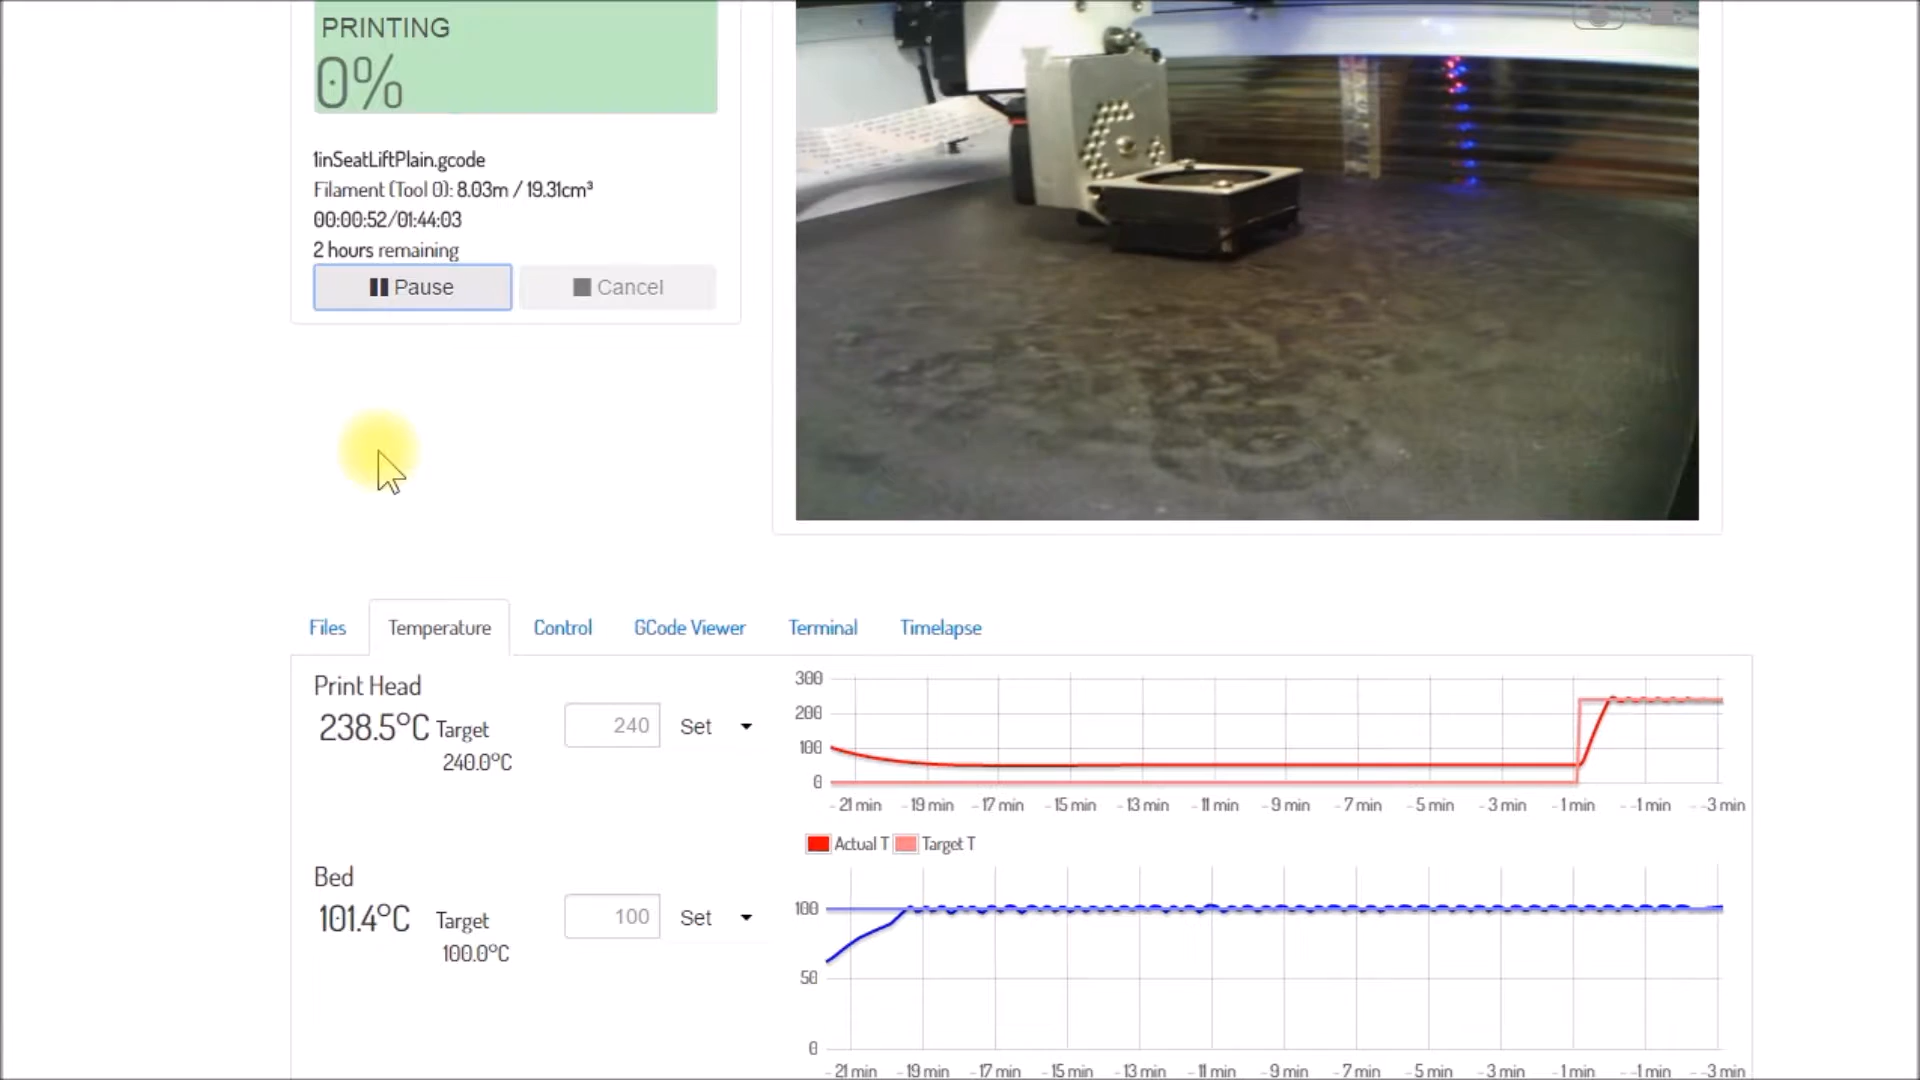 PRINTING
0%
1inSeatLiftPlain.gcode
Filament (Tool 0): 8.03m / 19.31cm³
00:00:52/01:44:03
2 hours remaining
Pause Cancel
Files Temperature Control GCode Viewer Terminal Timelapse
Print Head
238.5°C Target
240.0°C
240 Set
300
200
100
0
- 21 min - 19 min - 17 min - 15 min - 13 min - 11 min - 9 min - 7 min - 5 min - 3 min - 1 min - -1 min - -3 min
Actual T Target T
Bed
101.4°C Target
100.0°C
100 Set
100
50
0
- 21 min - 19 min - 17 min - 15 min - 13 min - 11 min - 9 min - 7 min - 5 min - 3 min - 1 min - -1 min - -3 min